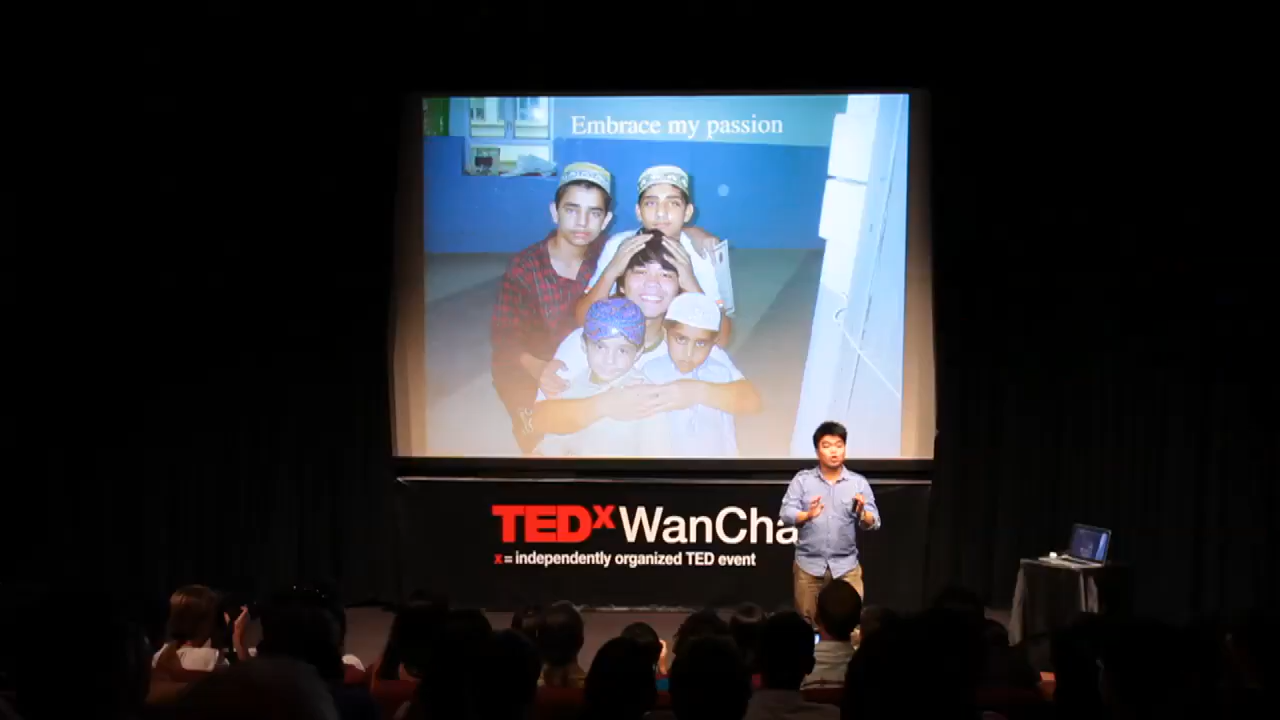 Embrace my passion
TEDx WanCha
x = independently organized TED event